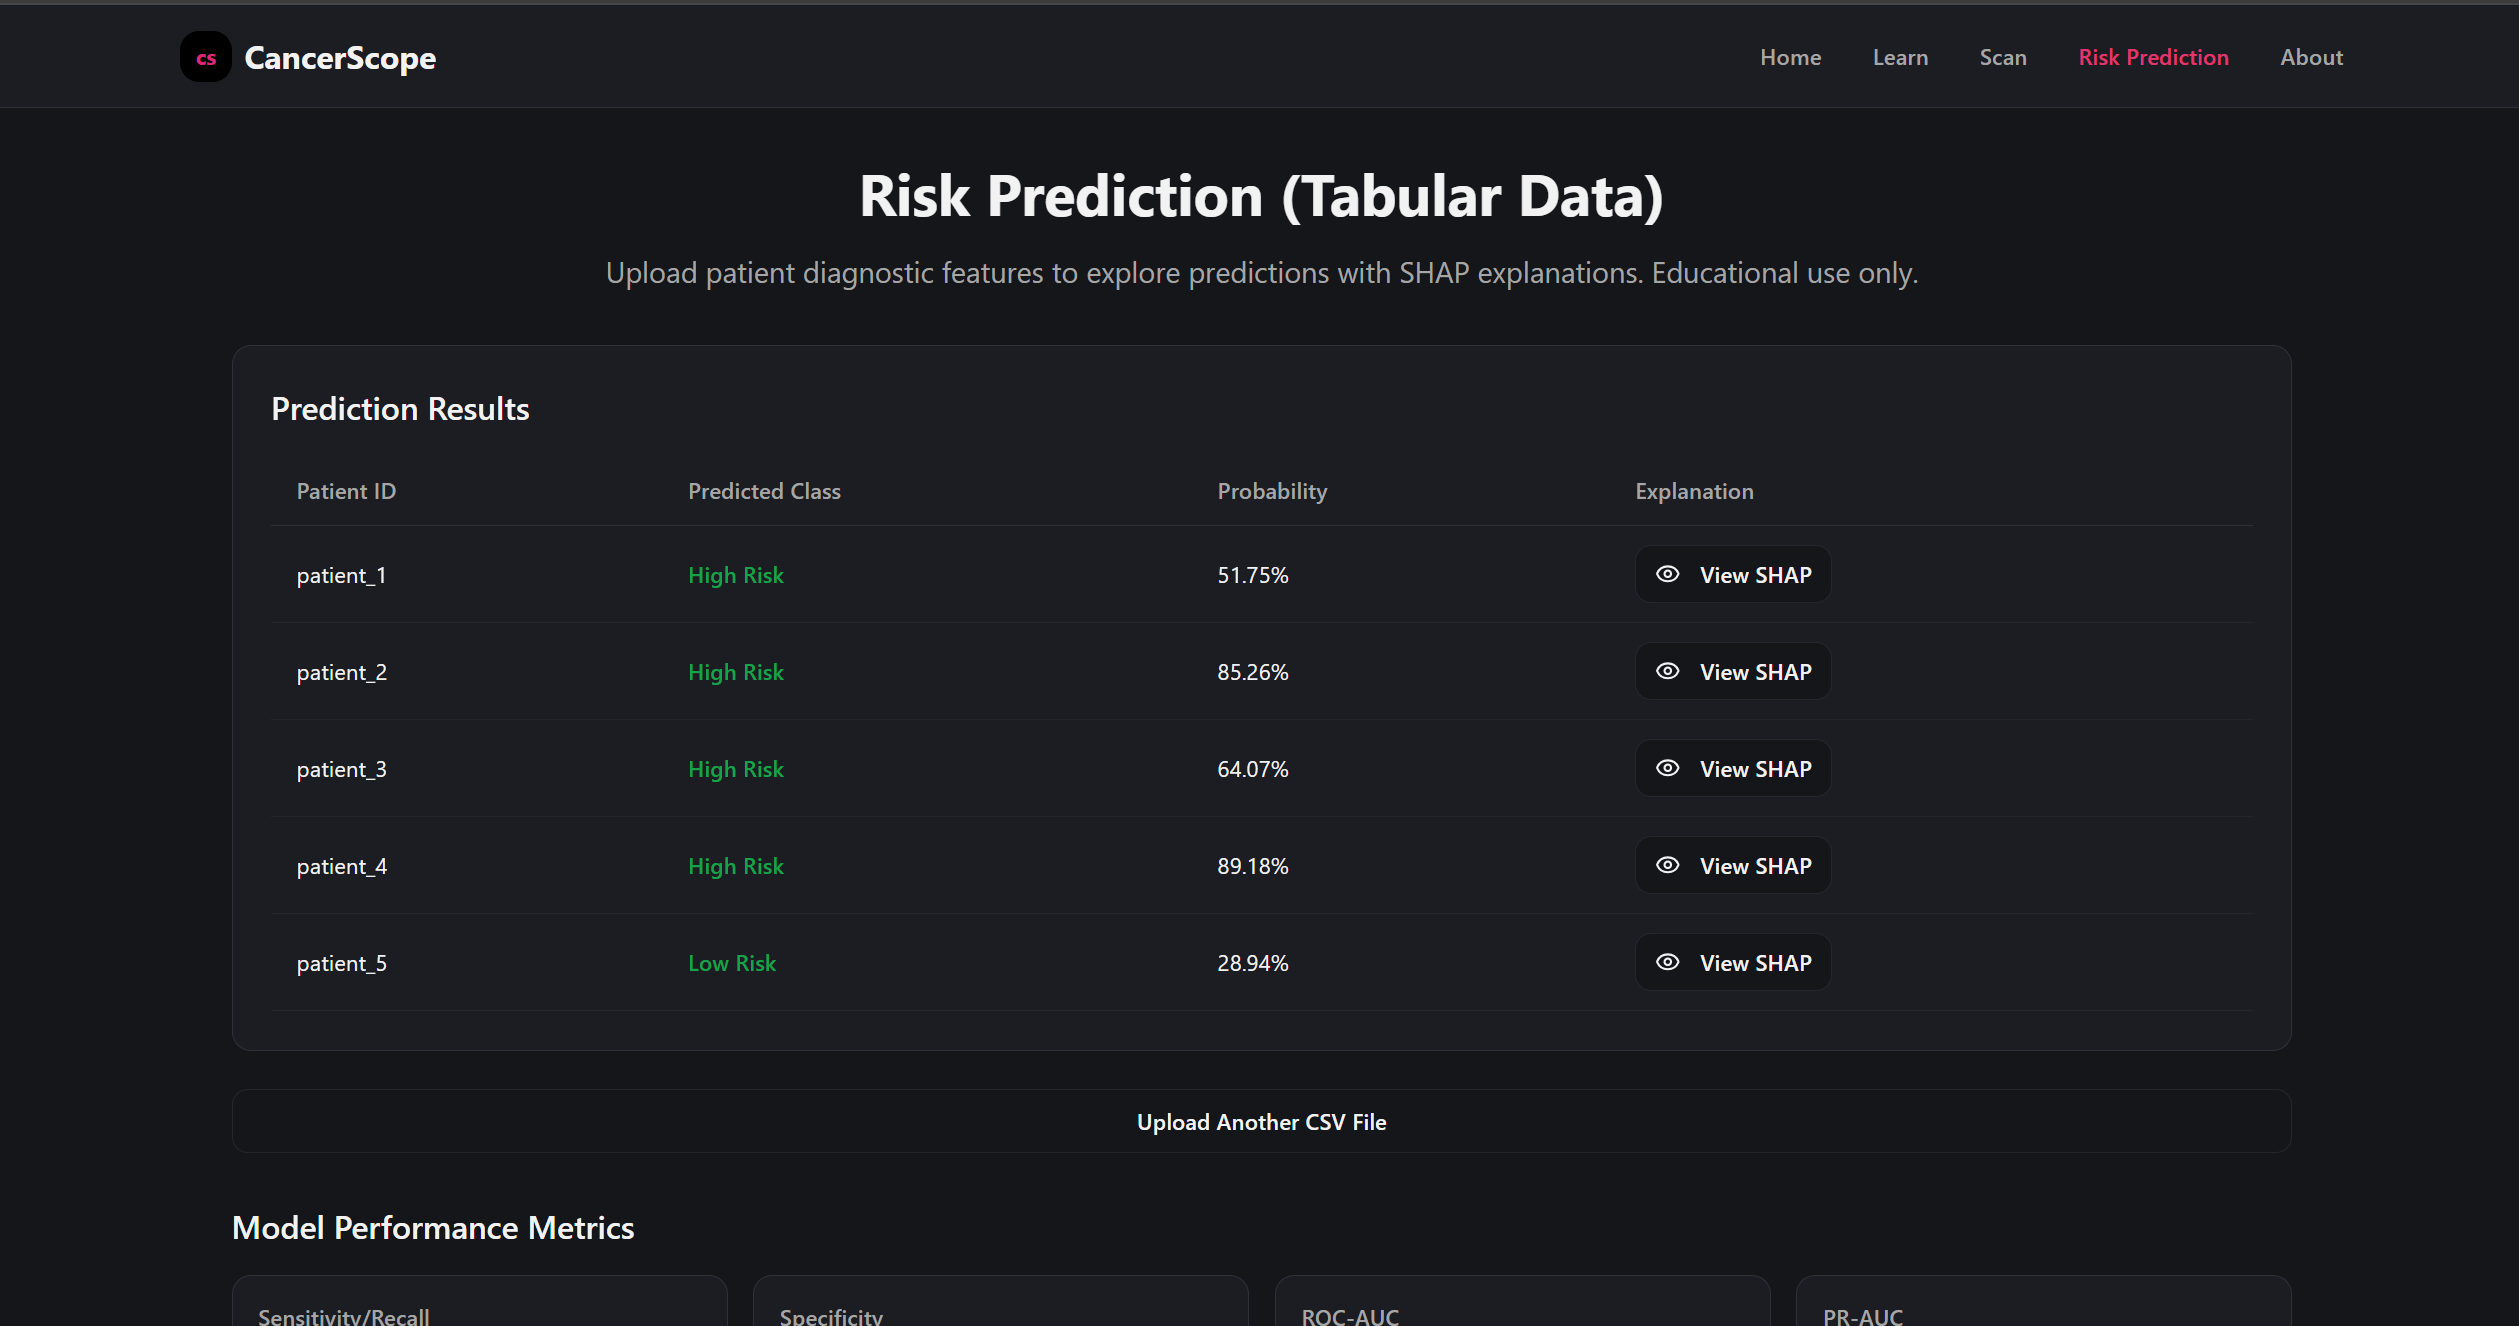 cs CancerScope Home Learn Scan Risk Prediction About
Risk Prediction (Tabular Data)
Upload patient diagnostic features to explore predictions with SHAP explanations. Educational use only.
Prediction Results
Patient ID Predicted Class Probability Explanation
patient_1 High Risk 51.75% View SHAP
patient_2 High Risk 85.26% View SHAP
patient_3 High Risk 64.07% View SHAP
patient_4 High Risk 89.18% View SHAP
patient_5 Low Risk 28.94% View SHAP
Upload Another CSV File
Model Performance Metrics
Sensitivity/Recall Specificity ROC-AUC PR-AUC